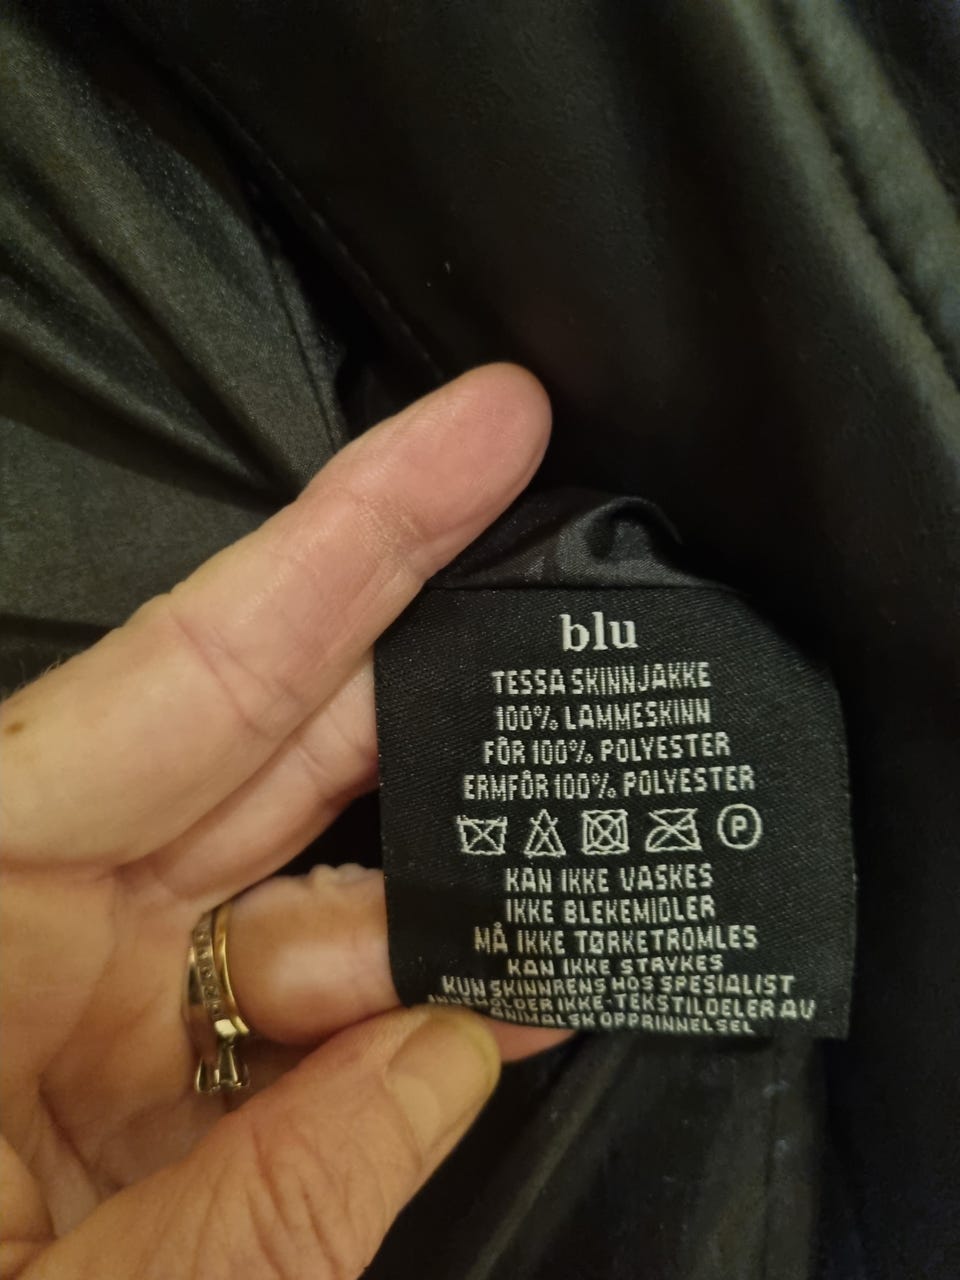 blu
TESSA SKINNJAKKE
100% LAMMESKINN
FÔR 100% POLYESTER
ERMFÔR 100% POLYESTER
P
KAN IKKE VASKES
IKKE BLEKEMIDLER
MÅ IKKE TØRKETROMLES
KAN IKKE STRYKES
KUN SKINNRENS HOS SPESIALIST
INNEHOLDER IKKE-TEKSTILDELER AV
ANIMALSK OPPRINNELSEL